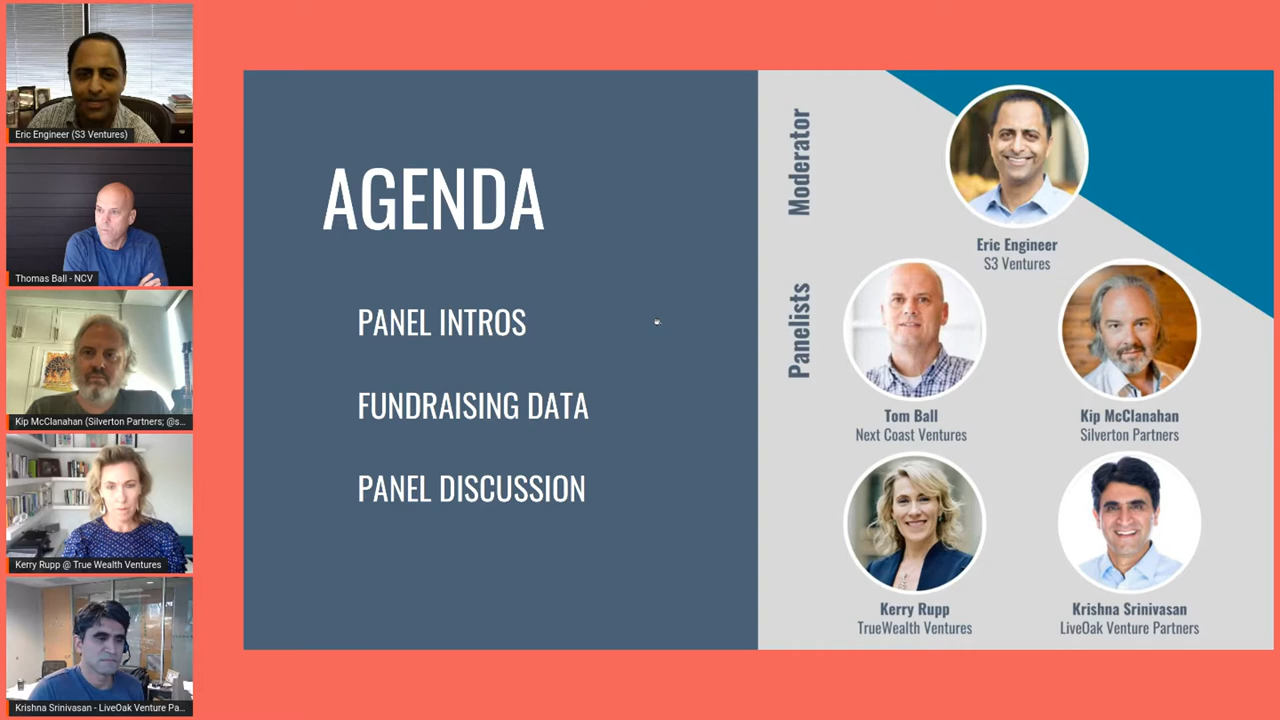 Eric Engineer (S3 Ventures)
Thomas Ball - NCV
Kip McClanahan (Silverton Partners; @s...
Kerry Rupp @ True Wealth Ventures
Krishna Srinivasan - LiveOak Venture Pa...
AGENDA
PANEL INTROS
FUNDRAISING DATA
PANEL DISCUSSION
Moderator
Eric Engineer
S3 Ventures
Panelists
Tom Ball
Next Coast Ventures
Kip McClanahan
Silverton Partners
Kerry Rupp
TrueWealth Ventures
Krishna Srinivasan
LiveOak Venture Partners